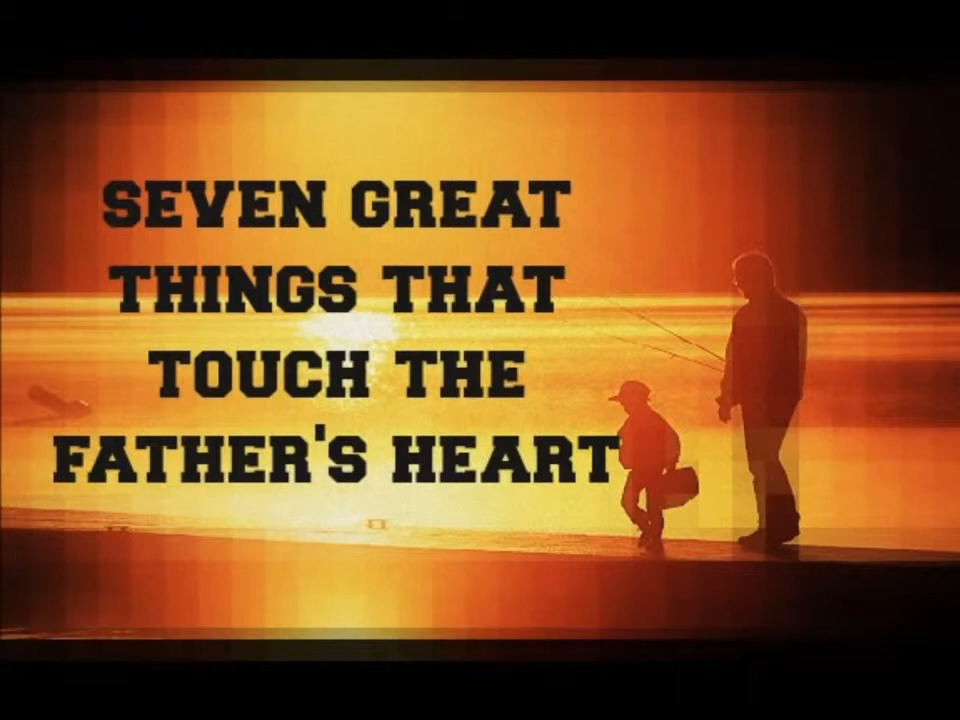 SEVEN GREAT
THINGS THAT
TOUCH THE
FATHER'S HEART